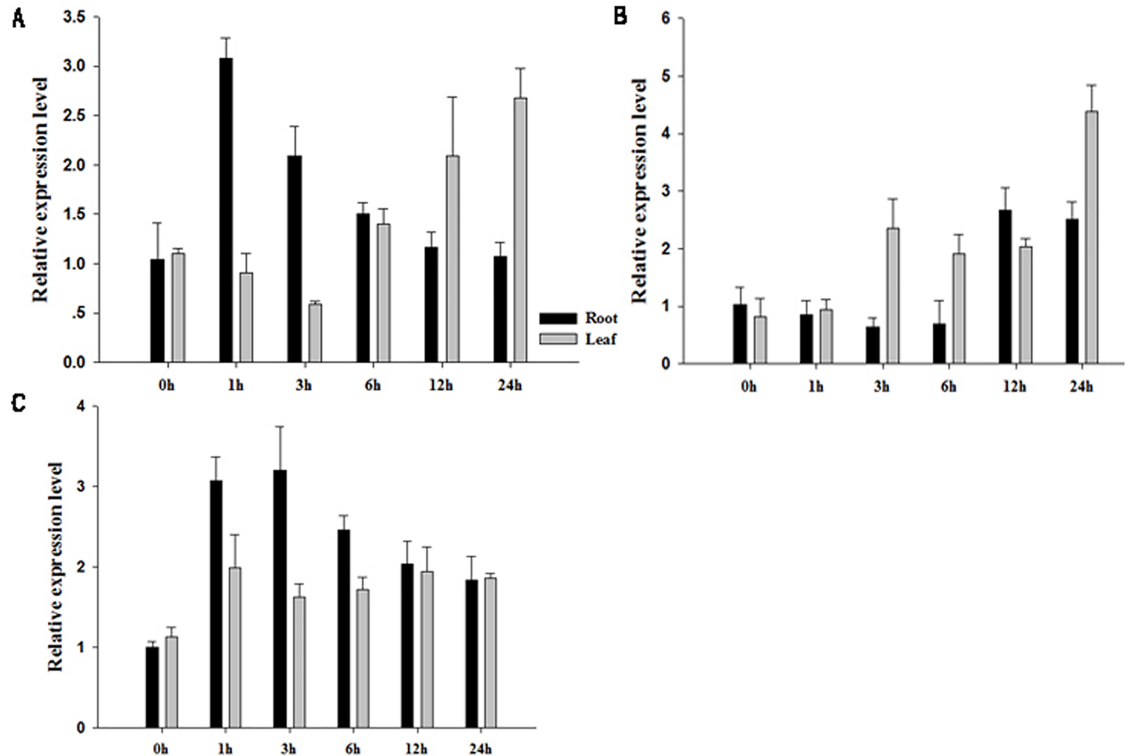 A
Relative expression level
3.5
3.0
2.5
2.0
1.5
1.0
.5
0.0
0h
1h
3h
6h
12h
24h
Root
Leaf
B
Relative expression level
6
5
4
3
2
1
0
0h
1h
3h
6h
12h
24h
C
Relative expression level
4
3
2
1
0
0h
1h
3h
6h
12h
24h